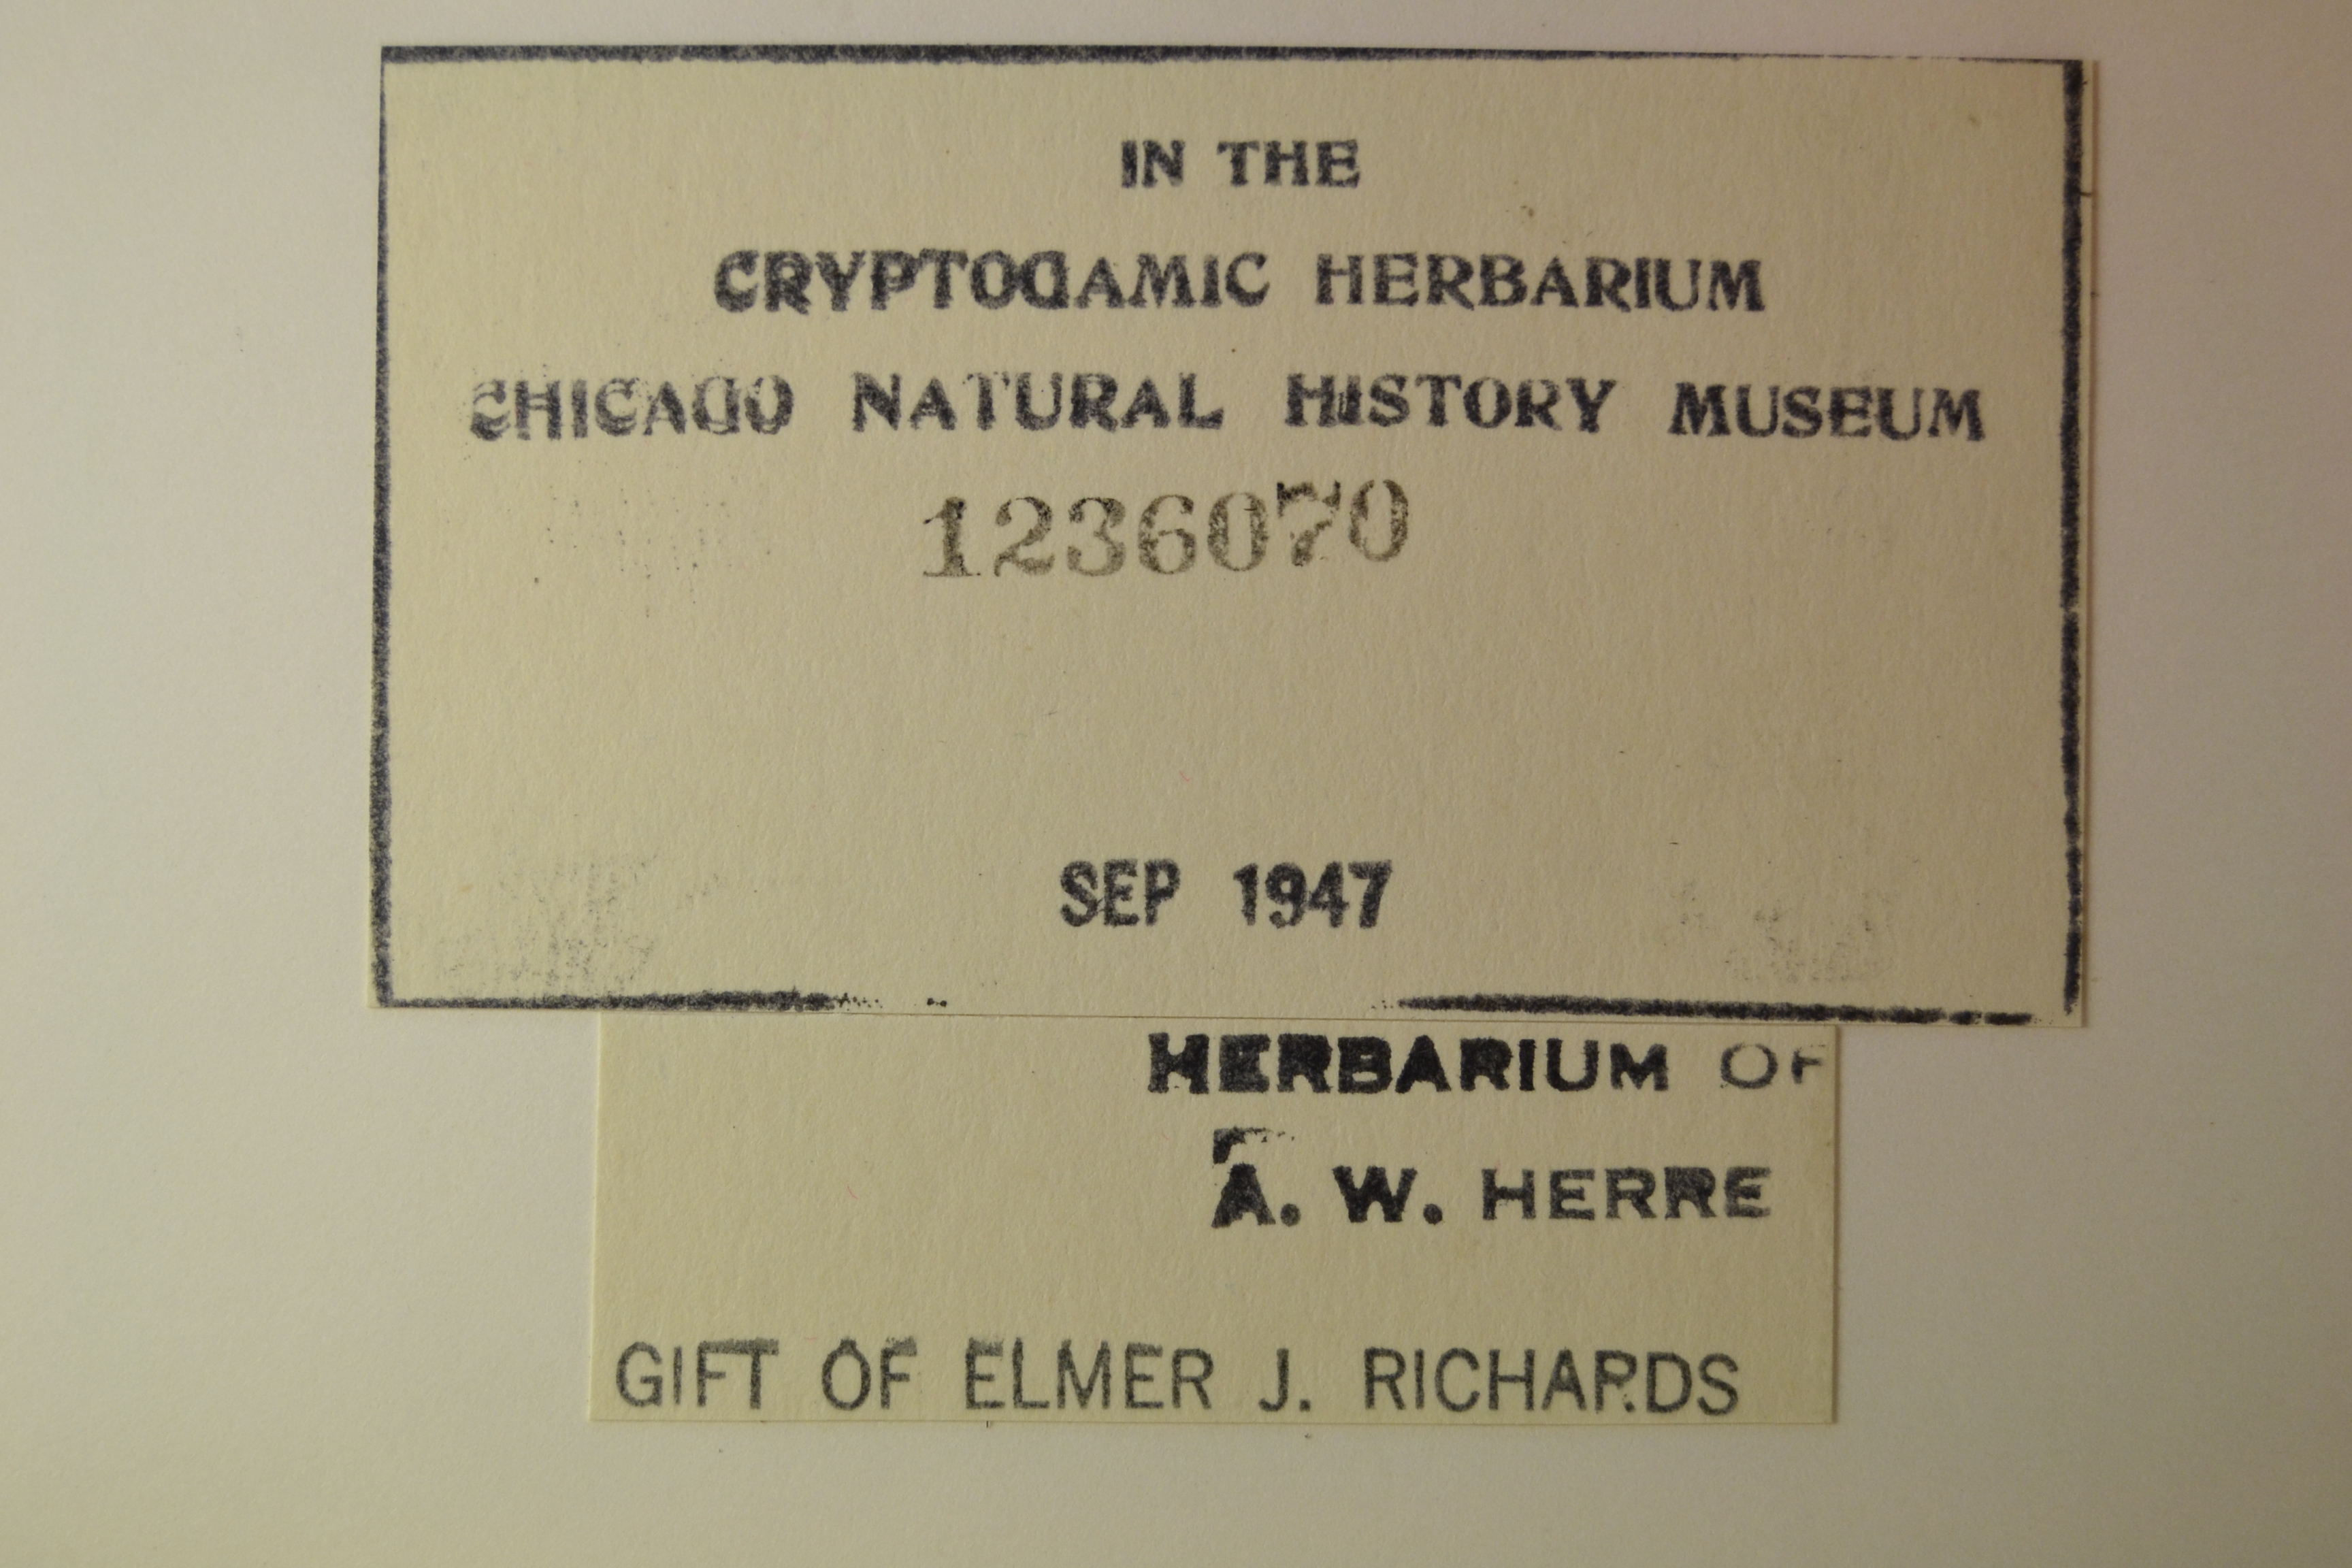 IN THE
CRYPTOGAMIC HERBARIUM
CHICAGO NATURAL HISTORY MUSEUM
1236070
SEP 1947
HERBARIUM OF
A. W. HERRE
GIFT OF ELMER J. RICHARDS